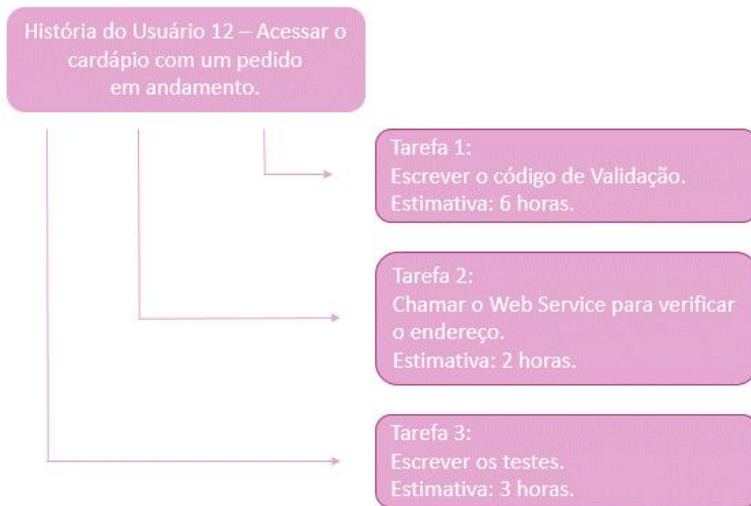 História do Usuário 12 – Acessar o
cardápio com um pedido
em andamento.
Tarefa 1:
Escrever o código de Validação.
Estimativa: 6 horas.
Tarefa 2:
Chamar o Web Service para verificar
o endereço.
Estimativa: 2 horas.
Tarefa 3:
Escrever os testes.
Estimativa: 3 horas.